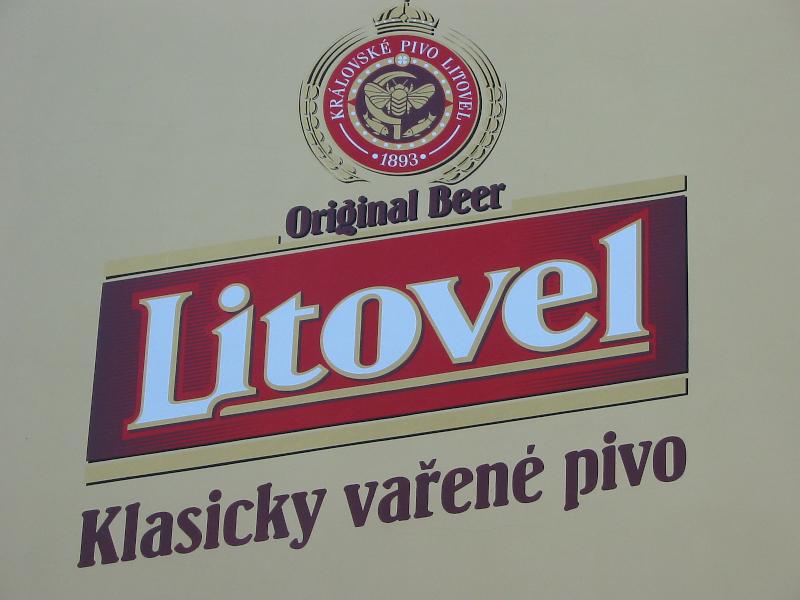 KRÁLOVSKÉ PIVO LITOVEL
•1893•
Original Beer
Litovel
Klasicky vařené pivo